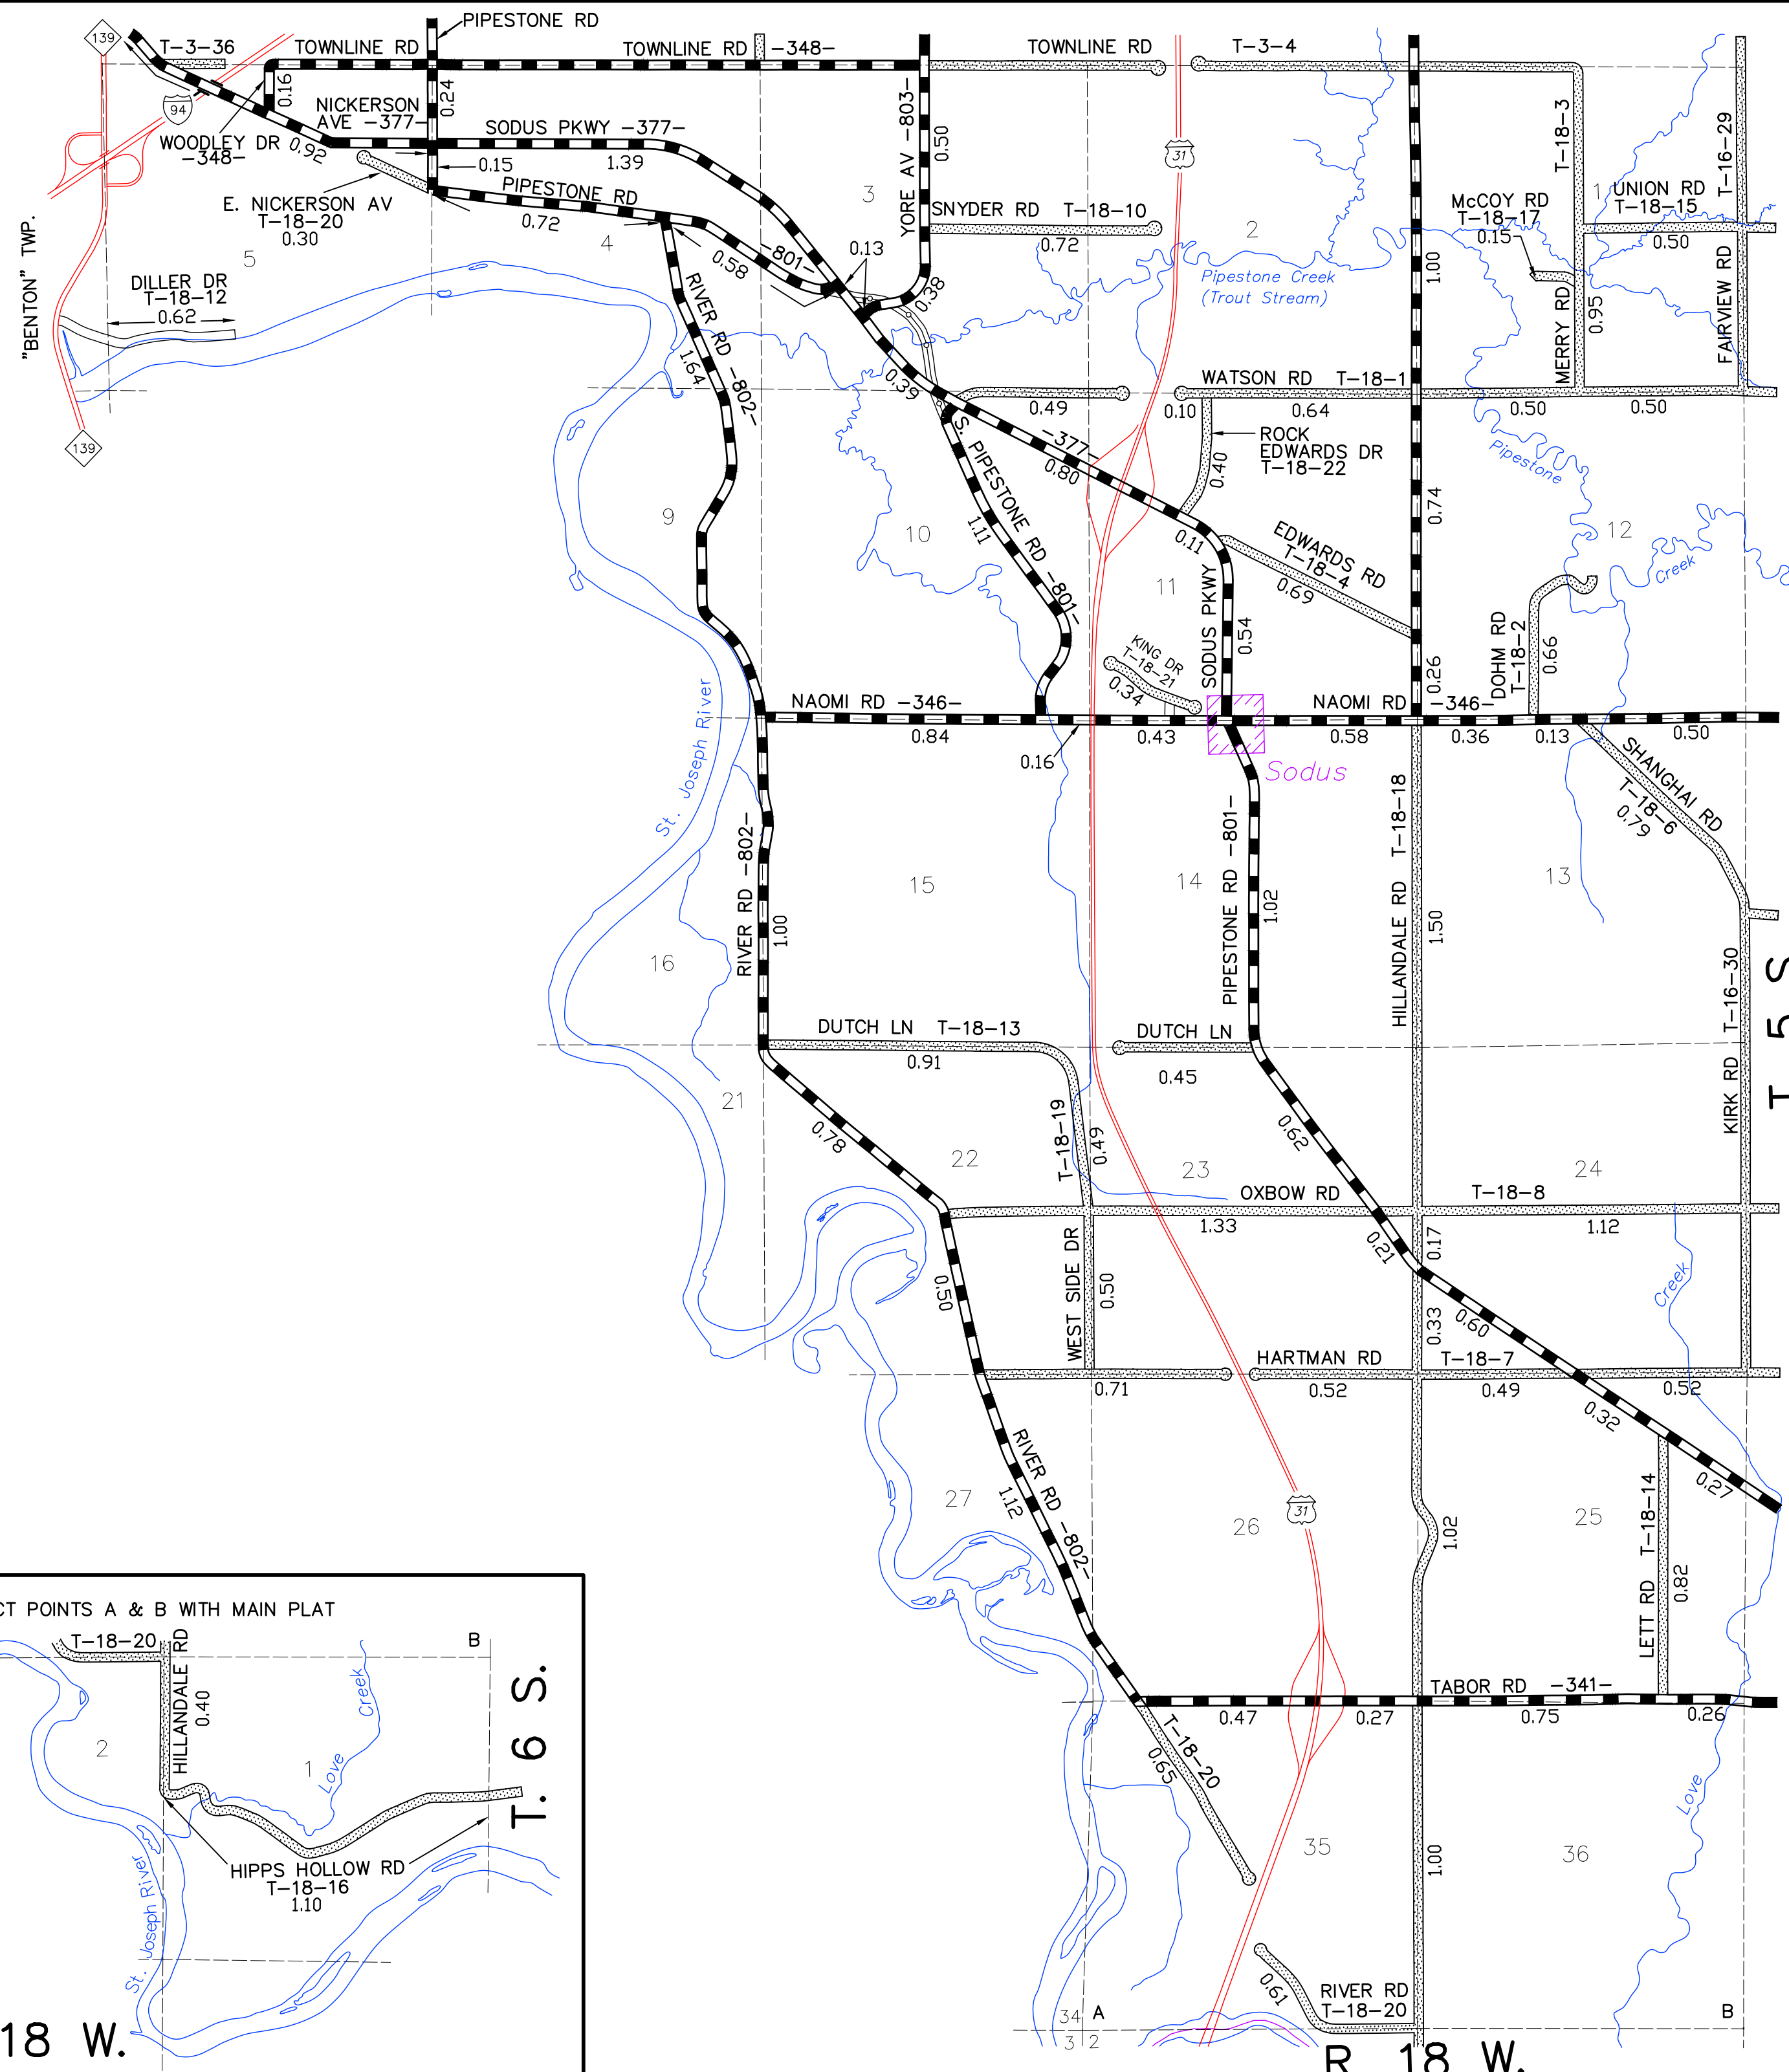 PIPESTONE RD
139
T-3-36
TOWNLINE RD
TOWNLINE RD -348-
TOWNLINE RD
T-3-4
94
0.16
0.24
NICKERSON
AVE -377-
SODUS PKWY -377-
WOODLEY DR
-348-
0.92
0.15
1.39
YORE AV -803-
0.50
31
T-18-3
T-16-29
E. NICKERSON AV
T-18-20
0.30
PIPESTONE RD
0.72
4
3
SNYDER RD T-18-10
0.72
2
McCOY RD
T-18-17
0.15
1
UNION RD
T-18-15
0.50
5
"BENTON" TWP.
DILLER DR
T-18-12
0.62
0.58
-801-
0.13
0.38
Pipestone Creek
(Trout Stream)
1.00
MERRY RD
0.95
FAIRVIEW RD
RIVER RD -802-
1.64
0.39
139
0.49
WATSON RD T-18-1
0.10
0.64
0.50
0.50
-377-
0.80
ROCK
EDWARDS DR
T-18-22
0.40
Pipestone
Creek
S. PIPESTONE RD -801-
1.11
9
10
0.11
0.74
12
11
EDWARDS RD
T-18-4
0.69
SODUS PKWY
0.54
KING DR
T-18-21
0.34
0.26
DOHM RD
T-18-2
0.66
NAOMI RD -346-
NAOMI RD -346-
0.84
0.16
0.43
0.58
0.36
0.13
0.50
Sodus
St. Joseph River
SHANGHAI RD
T-18-6
0.79
RIVER RD -802-
1.00
15
14
13
16
PIPESTONE RD -801-
1.02
HILLANDALE RD T-18-18
1.50
KIRK RD T-16-30
T 5 S
DUTCH LN T-18-13
0.91
DUTCH LN
0.45
21
0.78
22
T-18-19
0.49
23
0.62
24
OXBOW RD
T-18-8
1.33
1.12
0.21
0.17
WEST SIDE DR
0.50
0.50
0.33
0.60
Creek
HARTMAN RD
T-18-7
0.71
0.52
0.49
0.52
0.32
0.27
RIVER RD -802-
1.12
27
31
26
25
1.02
LETT RD T-18-14
0.82
TABOR RD -341-
0.47
0.27
0.75
0.26
T-18-20
0.65
35
36
1.00
Love
0.61
RIVER RD
T-18-20
34
A
3
2
B
R 18 W.
CT POINTS A & B WITH MAIN PLAT
T-18-20
B
HILLANDALE RD
0.40
Creek
Love
2
1
T. 6 S.
HIPPS HOLLOW RD
T-18-16
1.10
St. Joseph River
18 W.